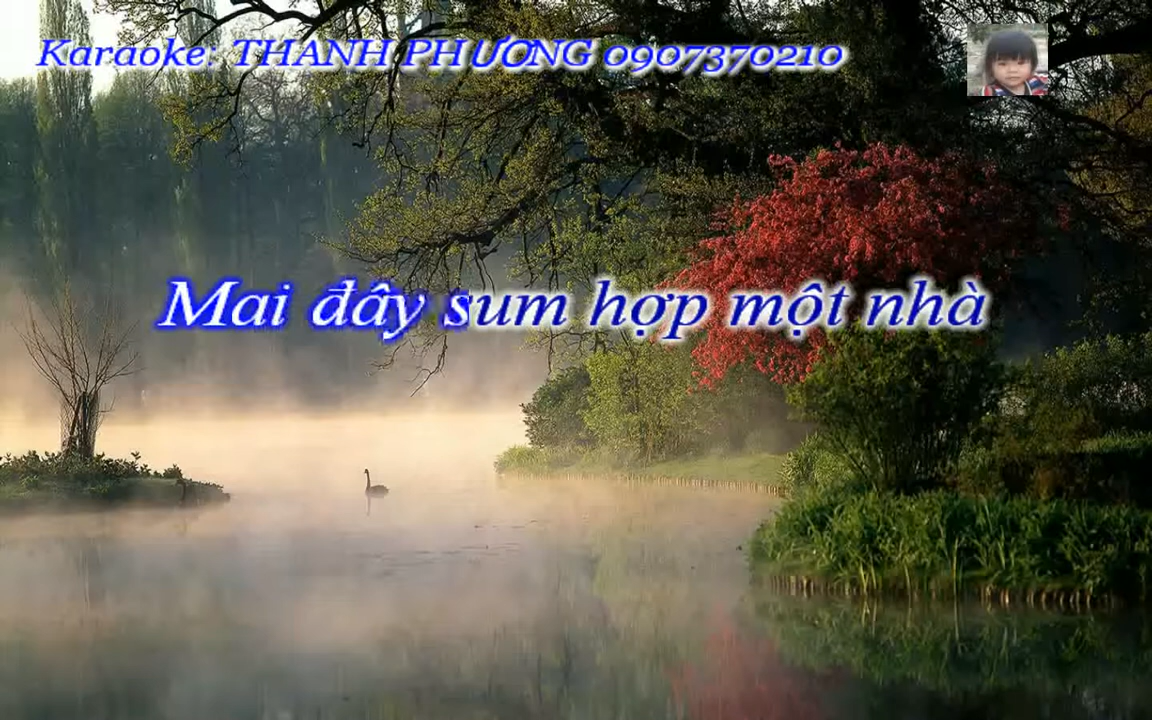 Karaoke: THANH PHƯƠNG 0907370210
Mai đây sum hợp một nhà